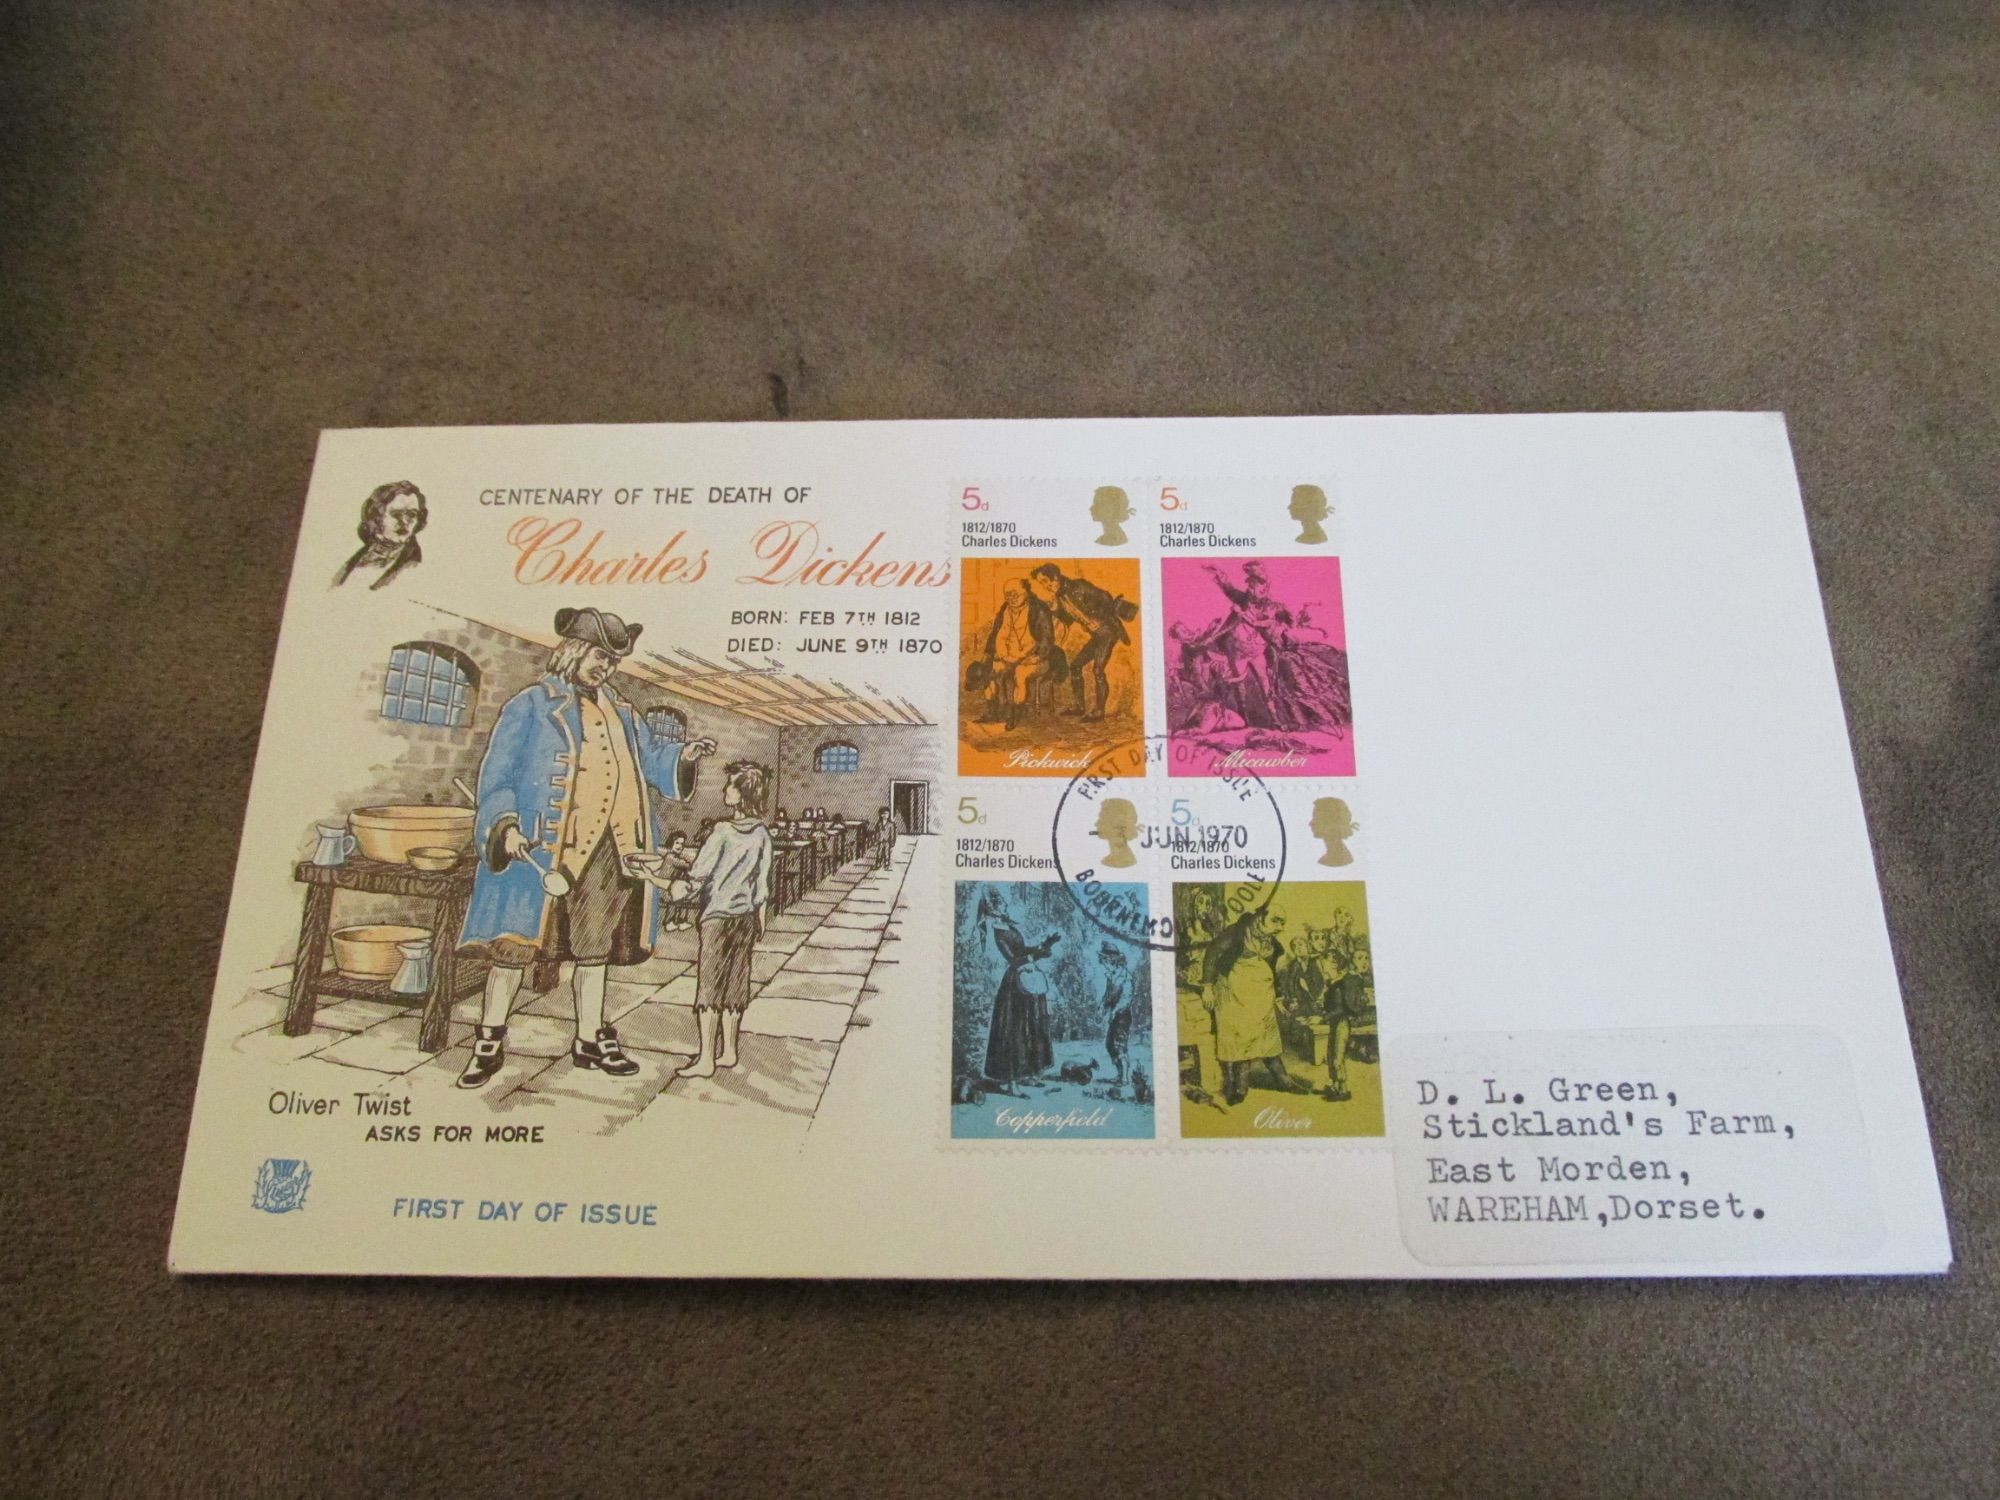 CENTENARY OF THE DEATH OF
Charles Dickens
BORN: FEB 7TH 1812
DIED: JUNE 9TH 1870
Oliver Twist
ASKS FOR MORE
FIRST DAY OF ISSUE
5d
1812/1870
Charles Dickens
Pickwick
5d
1812/1870
Charles Dickens
Micawber
5d
1812/1870
Charles Dickens
Copperfield
5d
1812/1870
Charles Dickens
Oliver
FIRST DAY OF ISSUE
JUN 1970
D. L. Green,
Stickland's Farm,
East Morden,
WAREHAM,Dorset.